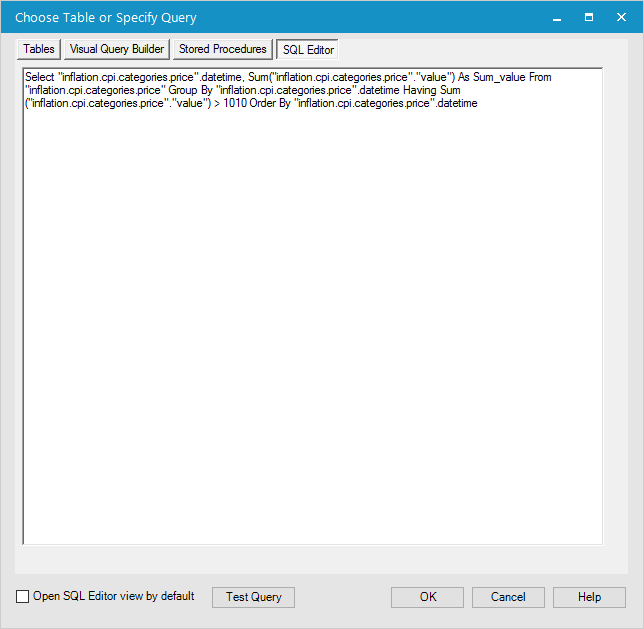 Choose Table or Specify Query
Tables
Visual Query Builder
Stored Procedures
SQL Editor
Select "inflation.cpi.categories.price".datetime, Sum("inflation.cpi.categories.price"."value") As Sum_value From
"inflation.cpi.categories.price" Group By "inflation.cpi.categories.price".datetime Having Sum
("inflation.cpi.categories.price"."value") > 1010 Order By "inflation.cpi.categories.price".datetime
Open SQL Editor view by default
Test Query
OK
Cancel
Help